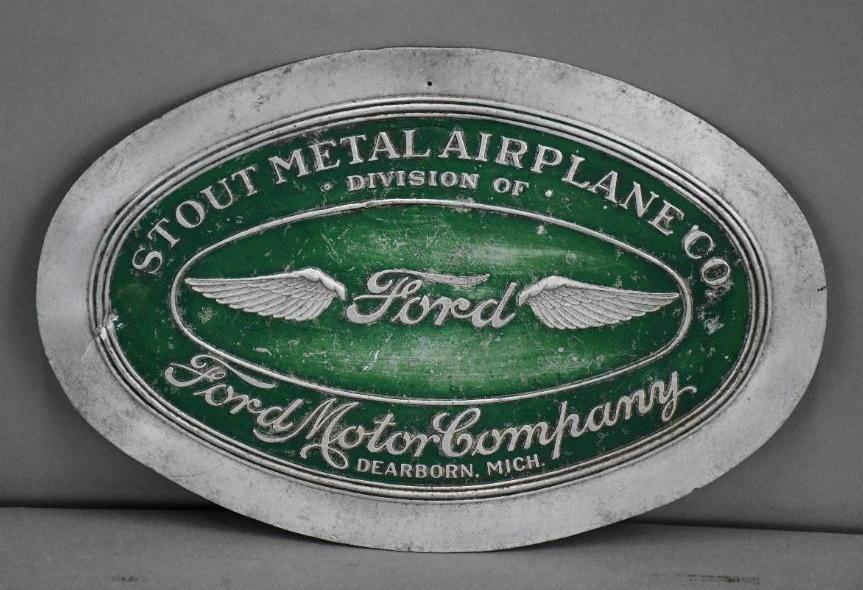 STOUT METAL AIRPLANE CO.
DIVISION OF
Ford
Ford Motor Company
DEARBORN, MICH.